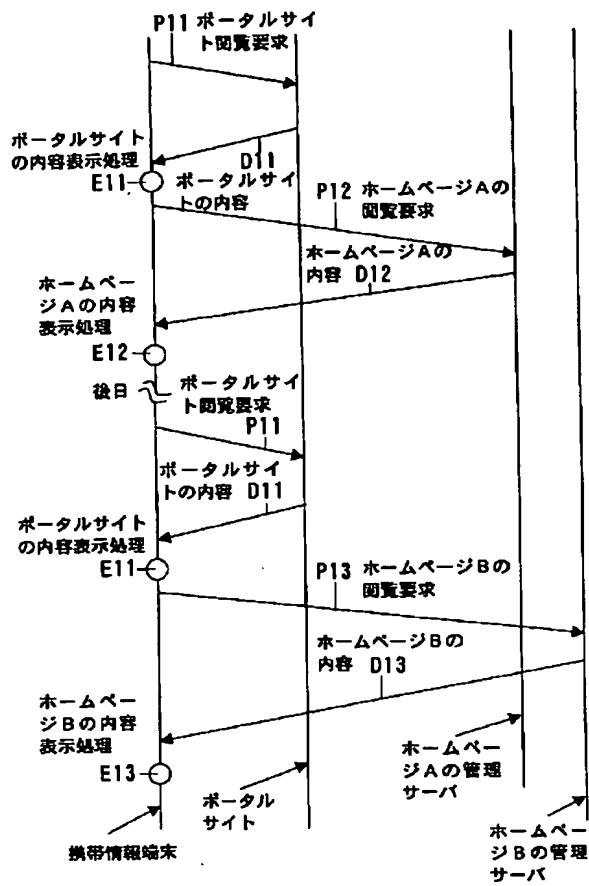 P11 ポータルサイ
ト閲覧要求
ポータルサイト
の内容表示処理
D11
E11
ポータルサイ
トの内容
P12 ホームページAの
閲覧要求
ホームページAの
内容 D12
ホームペー
ジAの内容
表示処理
E12
後日
ポータルサイ
ト閲覧要求
P11
ポータルサイ
トの内容 D11
ポータルサイト
の内容表示処理
E11
P13 ホームページBの
閲覧要求
ホームページBの
内容 D13
ホームペー
ジBの内容
表示処理
E13
ホームペー
ジAの管理
サーバ
ポータル
サイト
携帯情報端末
ホームペー
ジBの管理
サーバ